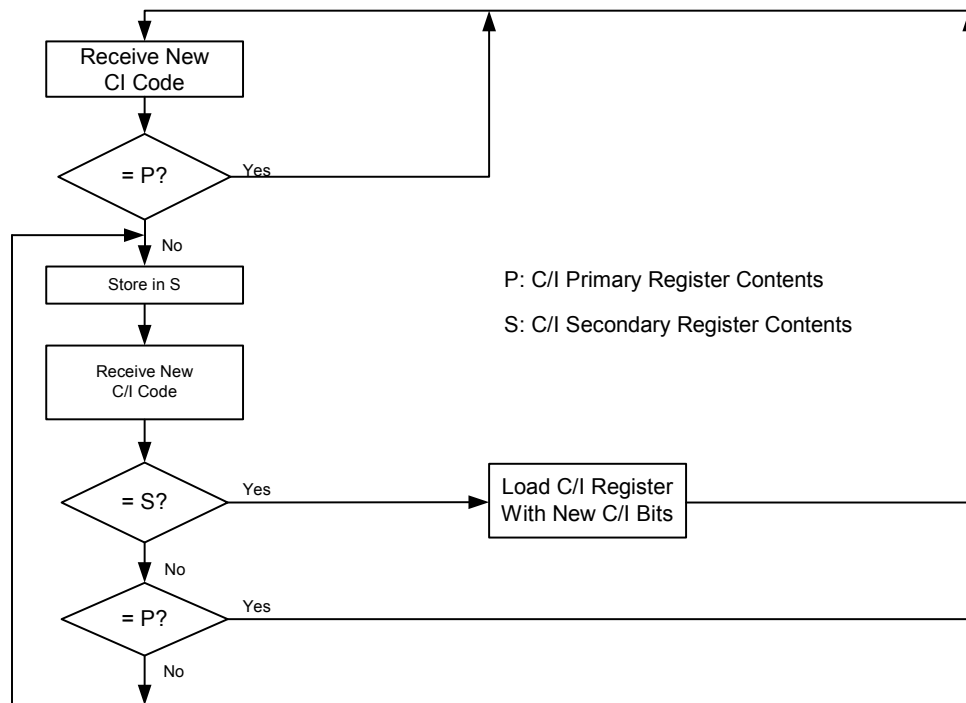 Receive New
CI Code
= P?
Yes
No
Store in S
P: C/I Primary Register Contents
S: C/I Secondary Register Contents
Receive New
C/I Code
= S?
Yes
Load C/I Register
With New C/I Bits
No
= P?
Yes
No